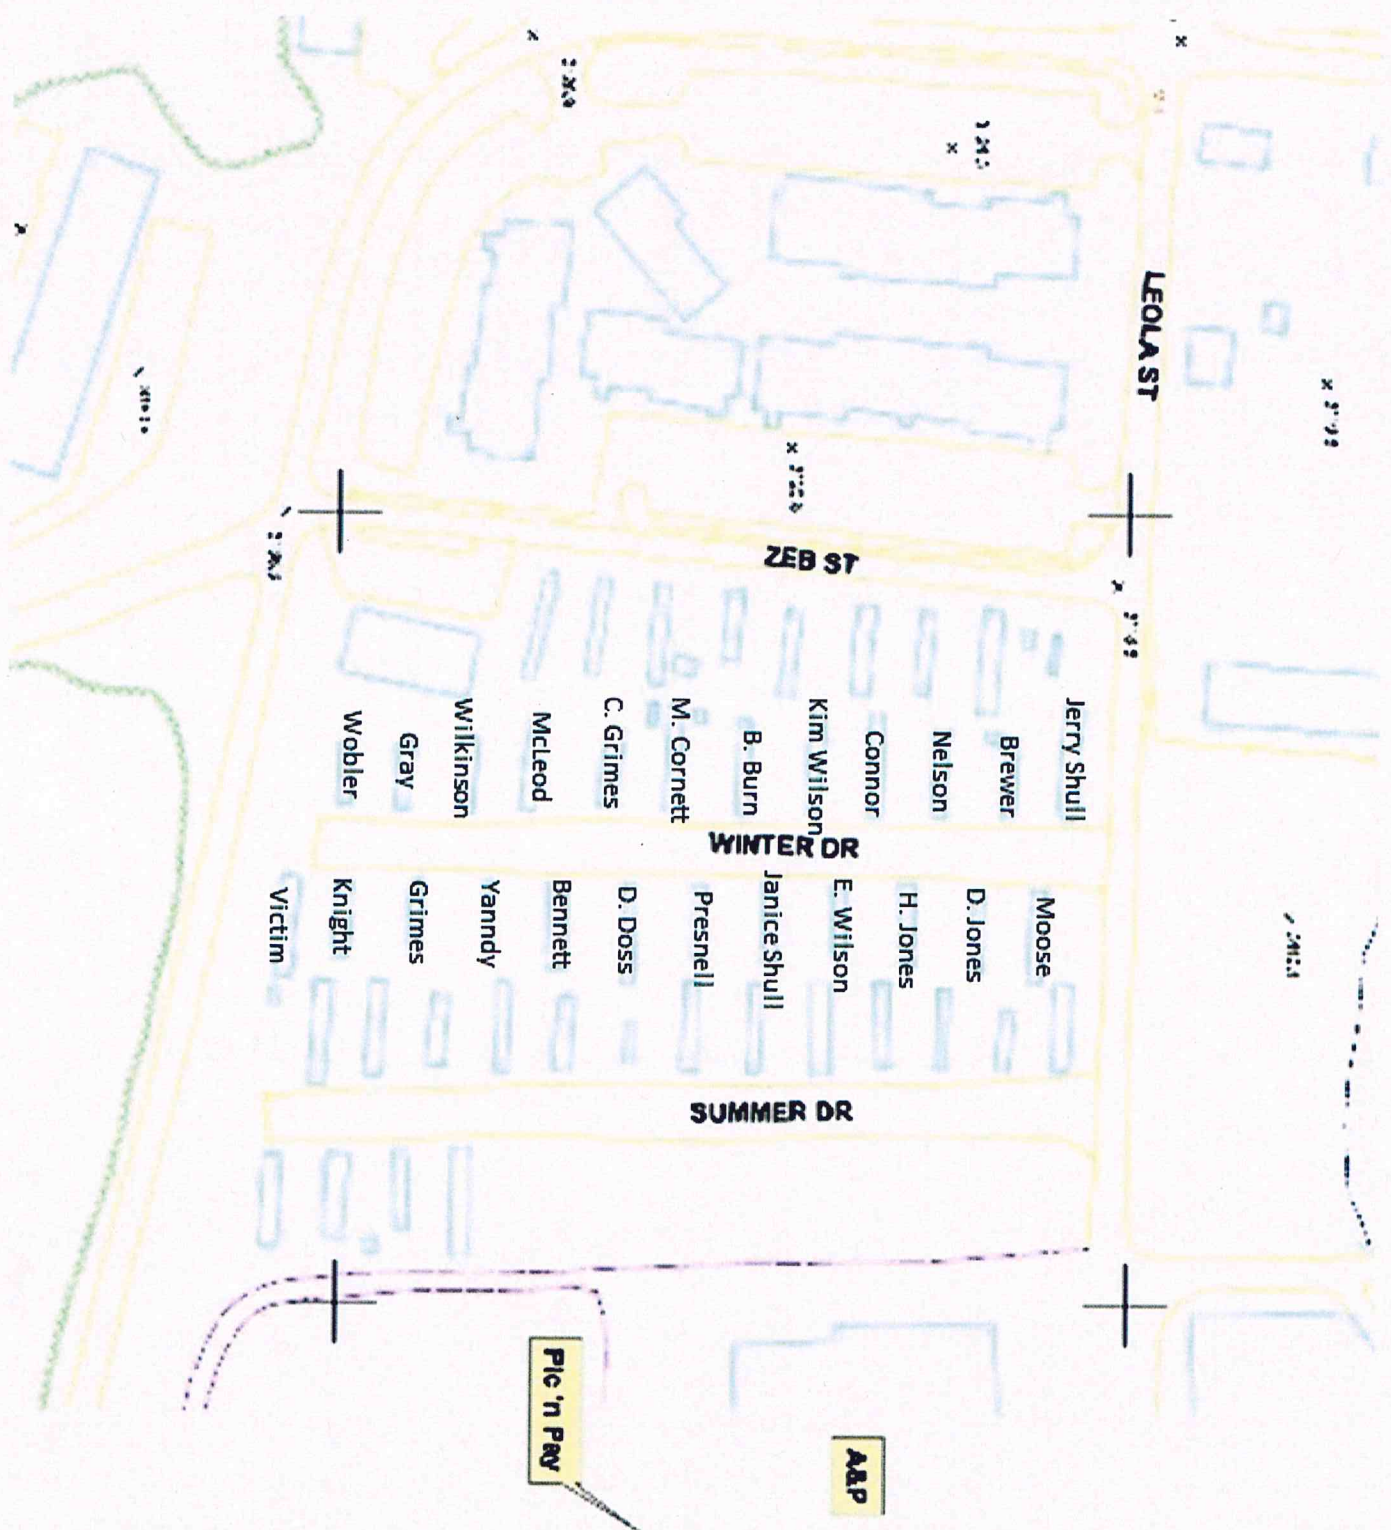 LEOLA ST
ZEB ST
Jerry Shull
Brewer
Nelson
Connor
Kim Wilson
B. Burn
M. Cornett
C. Grimes
McLeod
Wilkinson
Gray
Wobler
WINTER DR
Moose
D. Jones
H. Jones
E. Wilson
Janice Shull
Presnell
D. Doss
Bennett
Yanndy
Grimes
Knight
Victim
SUMMER DR
A&P
Pic 'n Pay